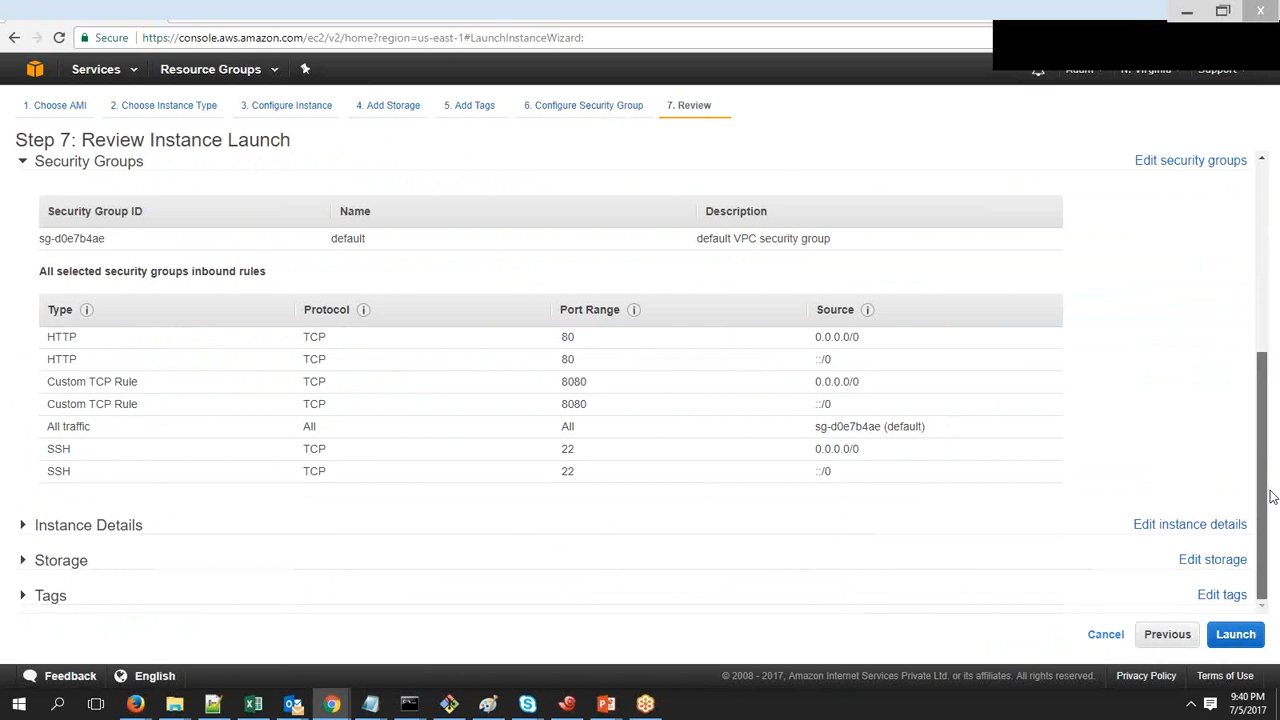 Secure https://console.aws.amazon.com/ec2/v2/home?region=us-east-1#LaunchInstanceWizard:
Services Resource Groups Adam N. Virginia Support
1. Choose AMI 2. Choose Instance Type 3. Configure Instance 4. Add Storage 5. Add Tags 6. Configure Security Group 7. Review
Step 7: Review Instance Launch
Security Groups Edit security groups
Security Group ID Name Description
sg-d0e7b4ae default default VPC security group
All selected security groups inbound rules
Type Protocol Port Range Source
HTTP TCP 80 0.0.0.0/0
HTTP TCP 80 ::/0
Custom TCP Rule TCP 8080 0.0.0.0/0
Custom TCP Rule TCP 8080 ::/0
All traffic All All sg-d0e7b4ae (default)
SSH TCP 22 0.0.0.0/0
SSH TCP 22 ::/0
Instance Details Edit instance details
Storage Edit storage
Tags Edit tags
Cancel Previous Launch
Feedback English © 2008 - 2017, Amazon Internet Services Private Ltd. or its affiliates. All rights reserved. Privacy Policy Terms of Use
9:40 PM
7/5/2017